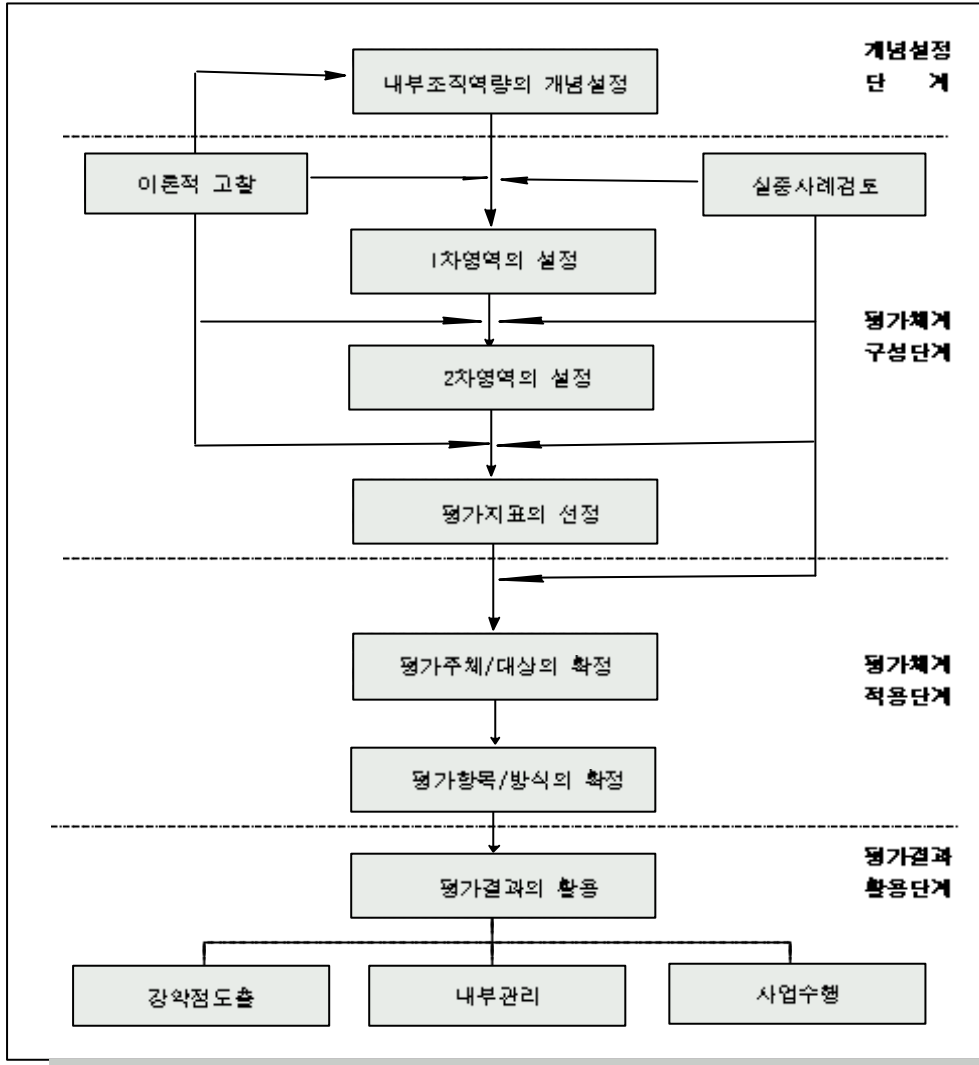 개념설정
단 계
내부조직역량의 개념설정
이론적 고찰
실증사례검토
1차영역의 설정
평가체계
구성단계
2차영역의 설정
평가지표의 선정
평가주체/대상의 확정
평가체계
적용단계
평가항목/방식의 확정
평가결과
활용단계
평가결과의 활용
강약점도출
내부관리
사업수행